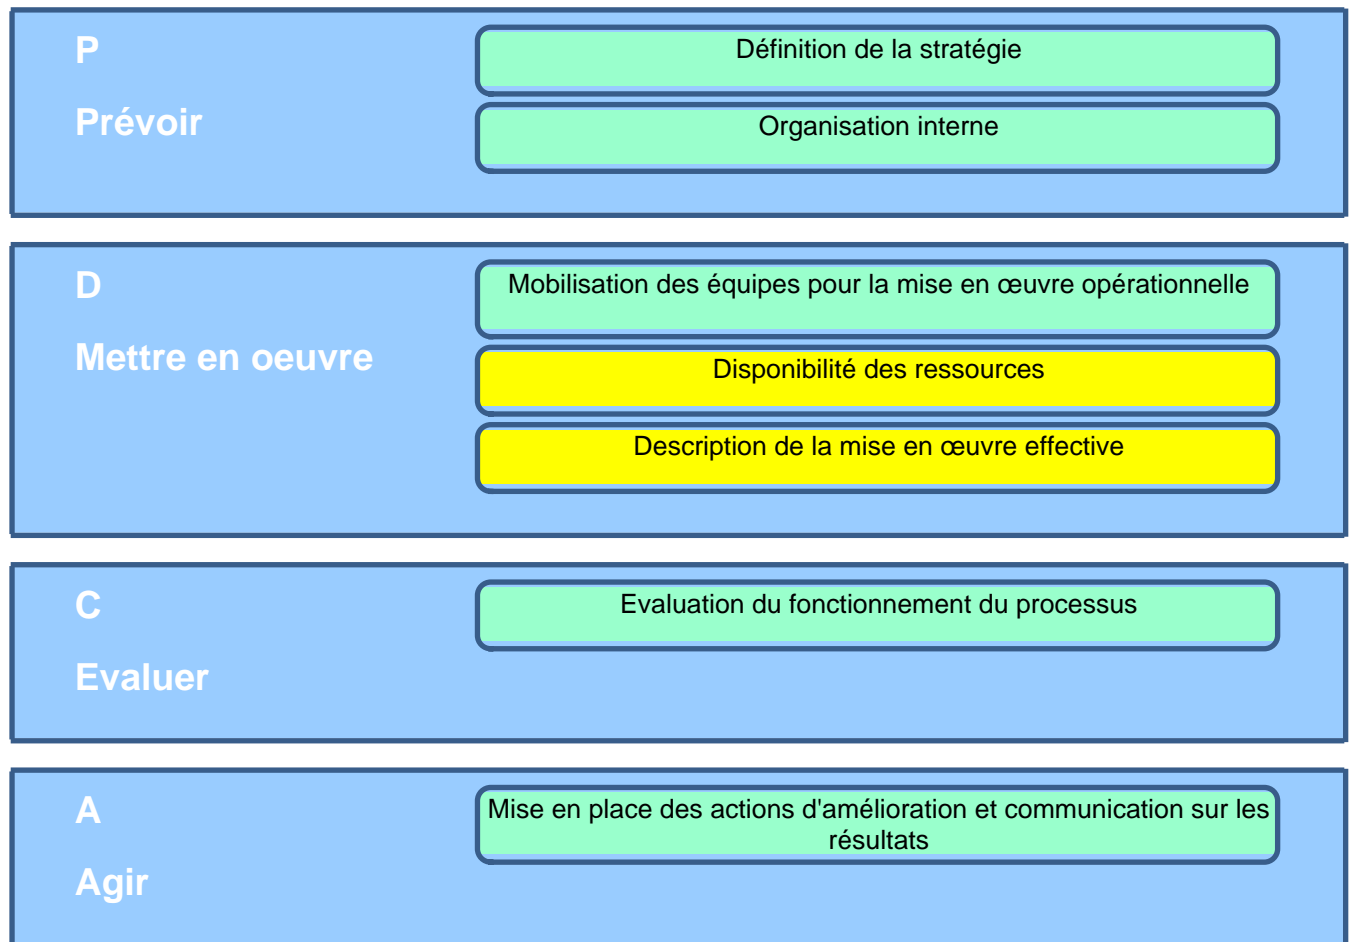 P
Prévoir
Définition de la stratégie
Organisation interne
D
Mettre en oeuvre
Mobilisation des équipes pour la mise en œuvre opérationnelle
Disponibilité des ressources
Description de la mise en œuvre effective
C
Evaluer
Evaluation du fonctionnement du processus
A
Agir
Mise en place des actions d'amélioration et communication sur les
résultats